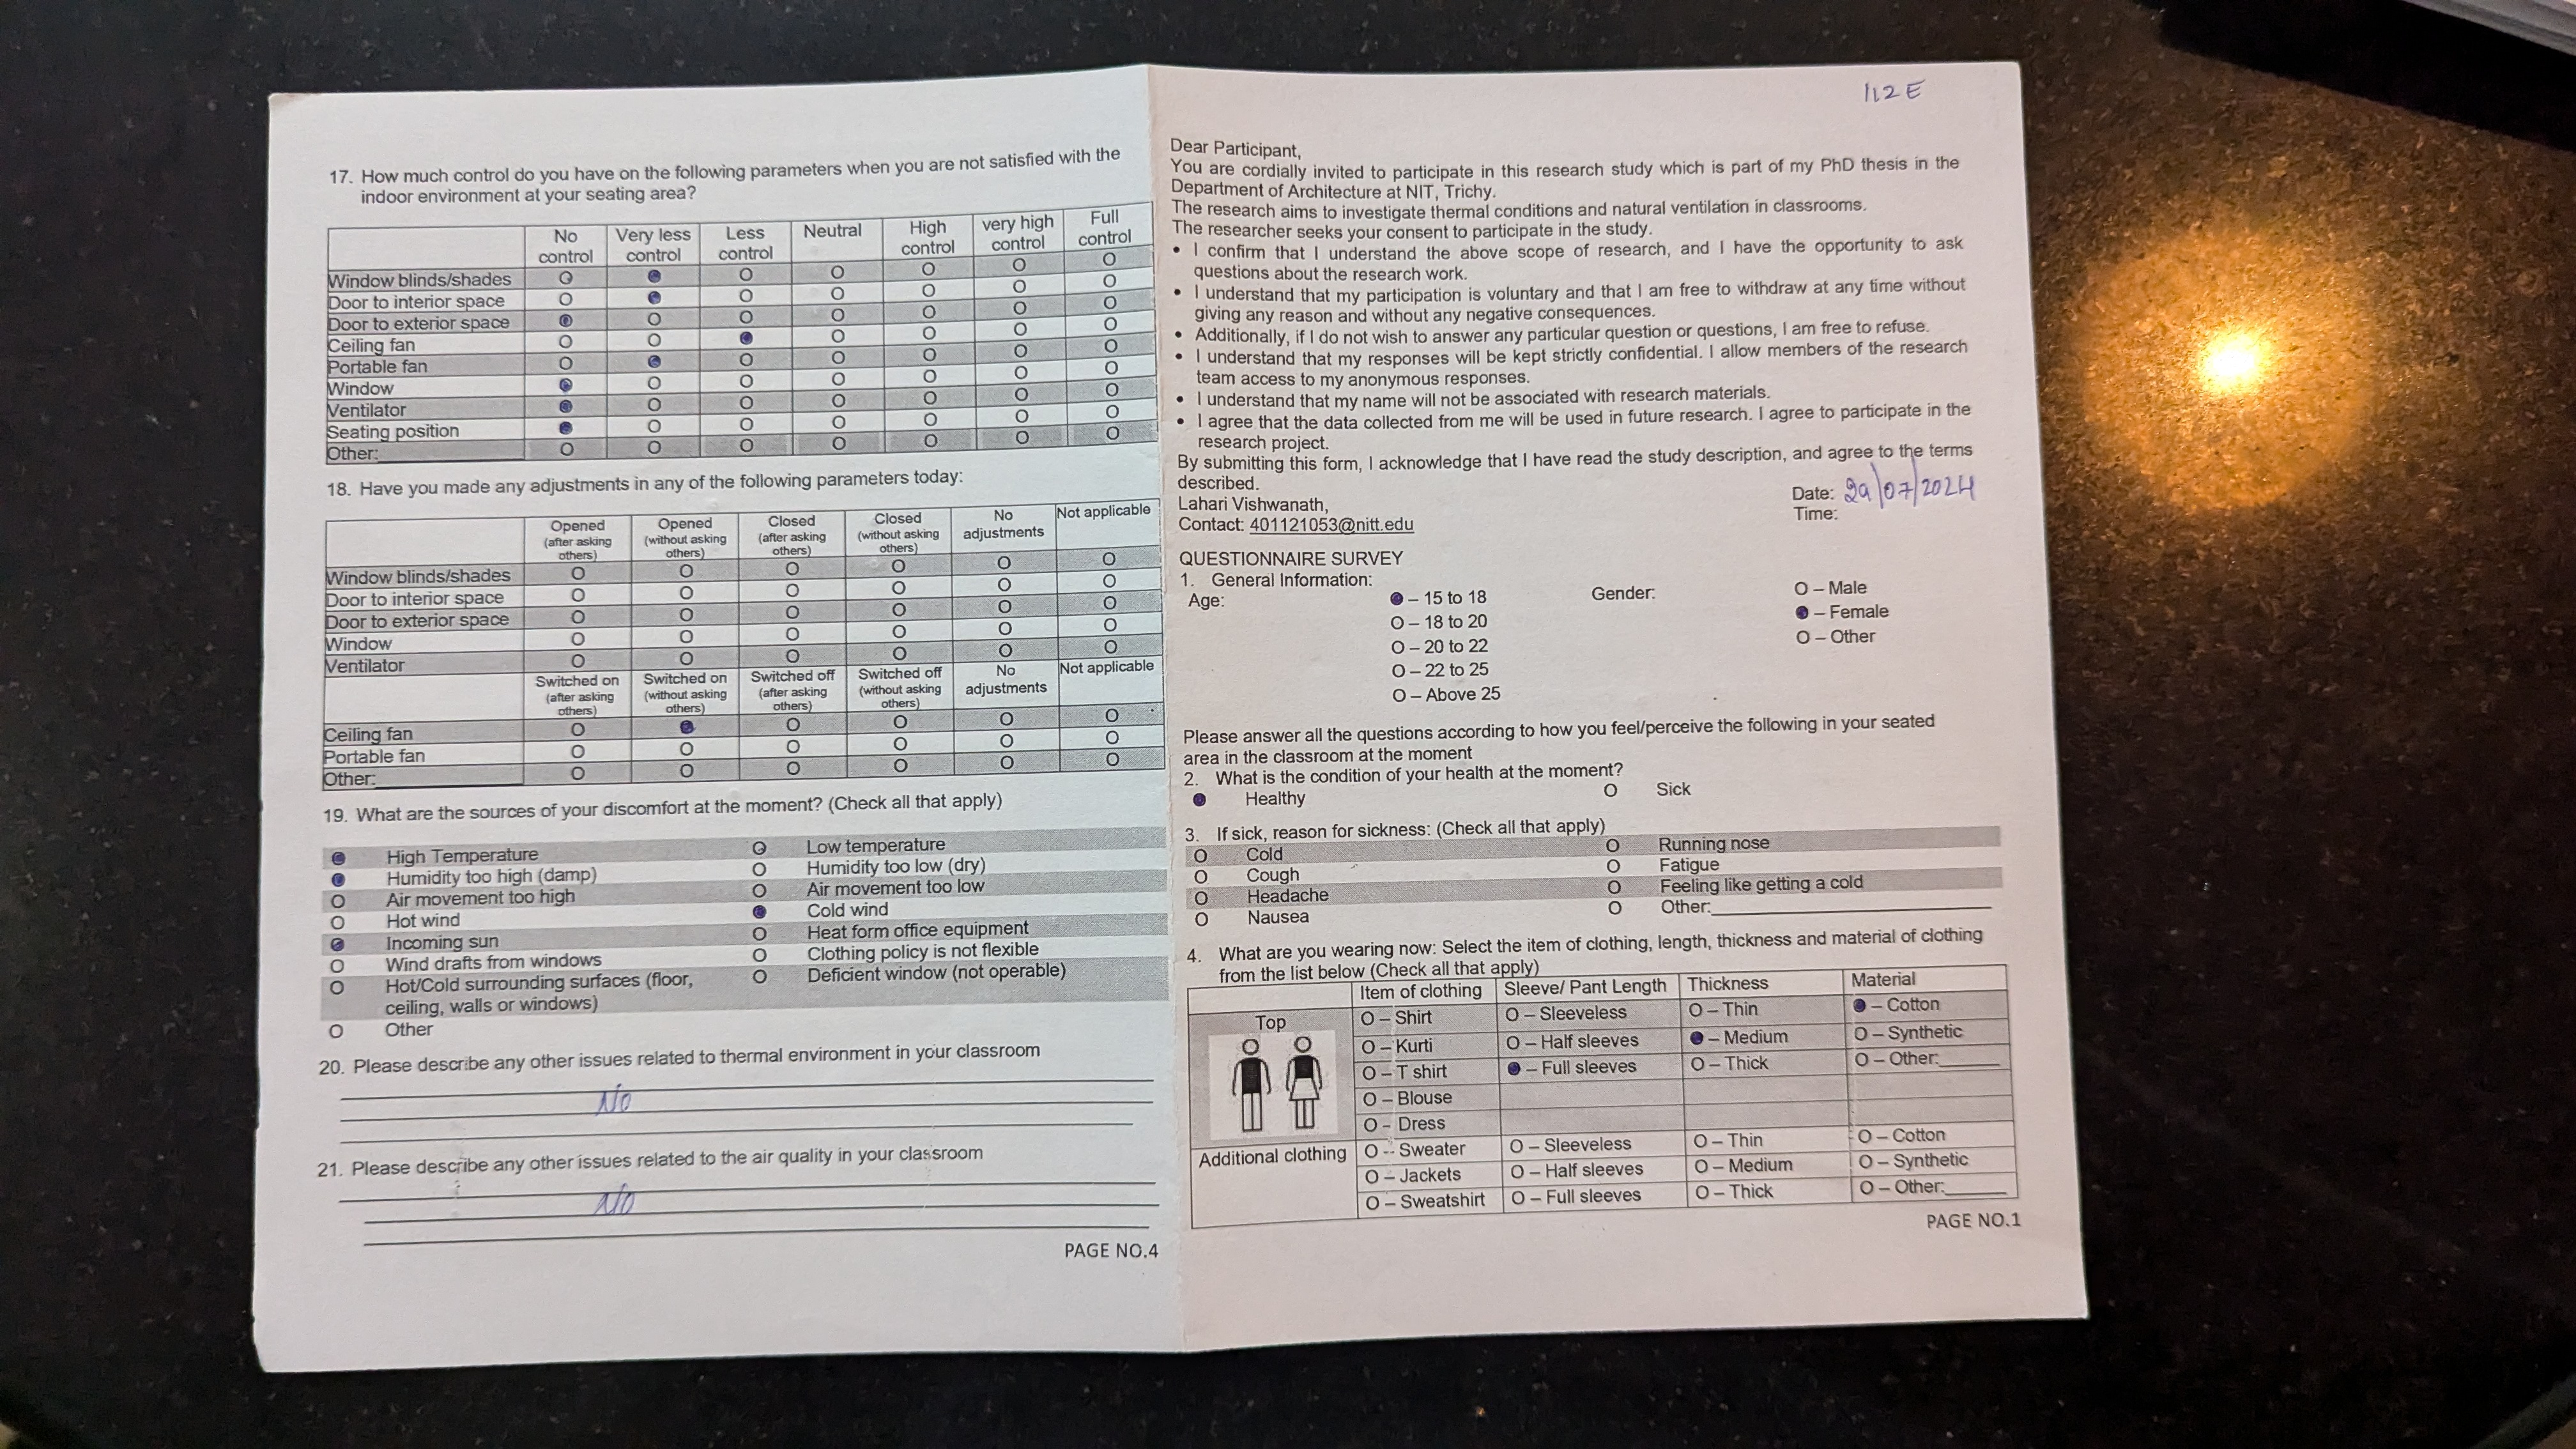 17. How much control do you have on the following parameters when you are not satisfied with the
indoor environment at your seating area?
No control Very less control Less control Neutral High control very high control Full control
Window blinds/shades O ● O O O O O
Door to interior space O ● O O O O O
Door to exterior space ● O O O O O O
Ceiling fan O O ● O O O O
Portable fan O ● O O O O O
Window ● O O O O O O
Ventilator ● O O O O O O
Seating position ● O O O O O O
Other: O O O O O O O
18. Have you made any adjustments in any of the following parameters today:
Opened (after asking others) Opened (without asking others) Closed (after asking others) Closed (without asking others) No adjustments Not applicable
Window blinds/shades O O O O O O
Door to interior space O O O O O O
Door to exterior space O O O O O O
Window O O O O O O
Ventilator O O O O O O
Switched on (after asking others) Switched on (without asking others) Switched off (after asking others) Switched off (without asking others) No adjustments Not applicable
Ceiling fan O ● O O O O
Portable fan O O O O O O
Other: O O O O O O
19. What are the sources of your discomfort at the moment? (Check all that apply)
● High Temperature O Low temperature
● Humidity too high (damp) O Humidity too low (dry)
O Air movement too high O Air movement too low
O Hot wind ● Cold wind
● Incoming sun O Heat form office equipment
O Wind drafts from windows O Clothing policy is not flexible
O Hot/Cold surrounding surfaces (floor, O Deficient window (not operable)
ceiling, walls or windows)
O Other
20. Please describe any other issues related to thermal environment in your classroom
No
21. Please describe any other issues related to the air quality in your classroom
No
PAGE NO.4
112E
Dear Participant,
You are cordially invited to participate in this research study which is part of my PhD thesis in the
Department of Architecture at NIT, Trichy.
The research aims to investigate thermal conditions and natural ventilation in classrooms.
The researcher seeks your consent to participate in the study.
• I confirm that I understand the above scope of research, and I have the opportunity to ask
questions about the research work.
• I understand that my participation is voluntary and that I am free to withdraw at any time without
giving any reason and without any negative consequences.
• Additionally, if I do not wish to answer any particular question or questions, I am free to refuse.
• I understand that my responses will be kept strictly confidential. I allow members of the research
team access to my anonymous responses.
• I understand that my name will not be associated with research materials.
• I agree that the data collected from me will be used in future research. I agree to participate in the
research project.
By submitting this form, I acknowledge that I have read the study description, and agree to the terms
described.
Lahari Vishwanath,
Contact: 401121053@nitt.edu
Date: 29/07/2024
Time:
QUESTIONNAIRE SURVEY
1. General Information:
Age: ● – 15 to 18 Gender: O – Male
O – 18 to 20 ● – Female
O – 20 to 22 O – Other
O – 22 to 25
O – Above 25
Please answer all the questions according to how you feel/perceive the following in your seated
area in the classroom at the moment
2. What is the condition of your health at the moment?
● Healthy O Sick
3. If sick, reason for sickness: (Check all that apply)
O Cold O Running nose
O Cough O Fatigue
O Headache O Feeling like getting a cold
O Nausea O Other:
4. What are you wearing now: Select the item of clothing, length, thickness and material of clothing
from the list below (Check all that apply)
Item of clothing Sleeve/ Pant Length Thickness Material
Top O – Shirt O – Sleeveless O – Thin ● – Cotton
O – Kurti O – Half sleeves ● – Medium O – Synthetic
O – T shirt ● – Full sleeves O – Thick O – Other:
O – Blouse
O – Dress
Additional clothing O – Sweater O – Sleeveless O – Thin O – Cotton
O – Jackets O – Half sleeves O – Medium O – Synthetic
O – Sweatshirt O – Full sleeves O – Thick O – Other:
PAGE NO.1